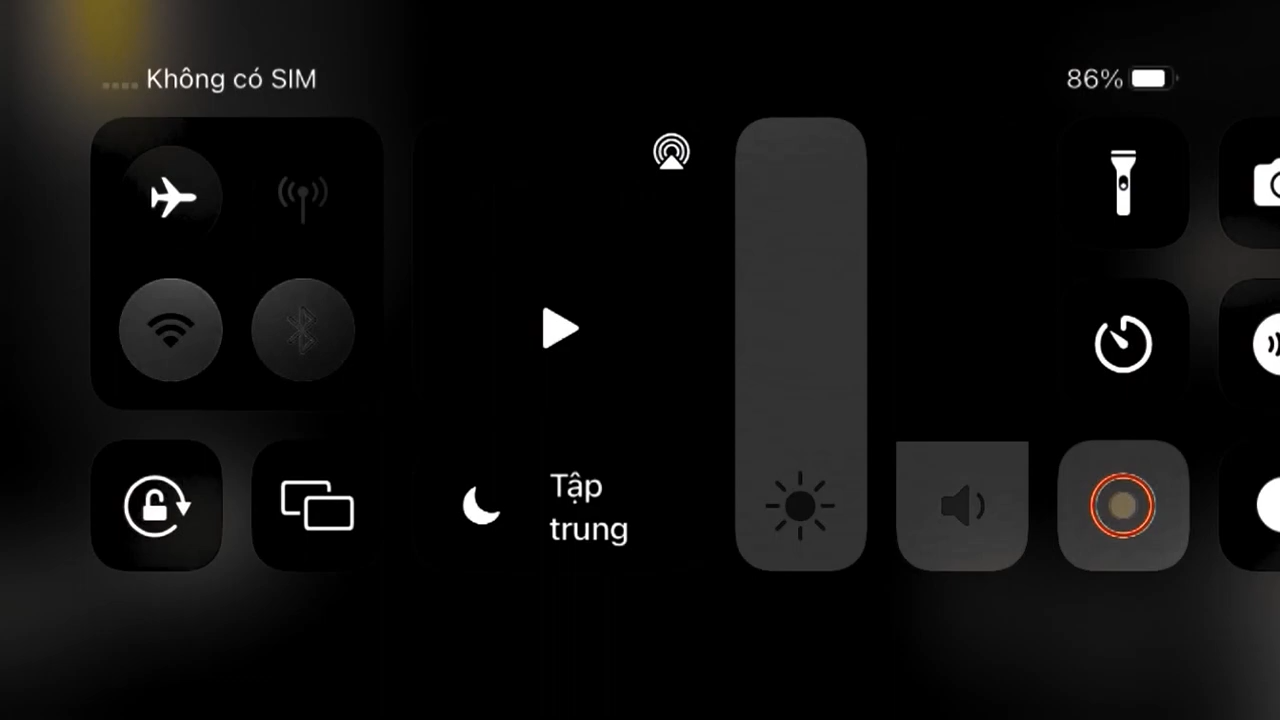 Không có SIM
86%
Tập
trung